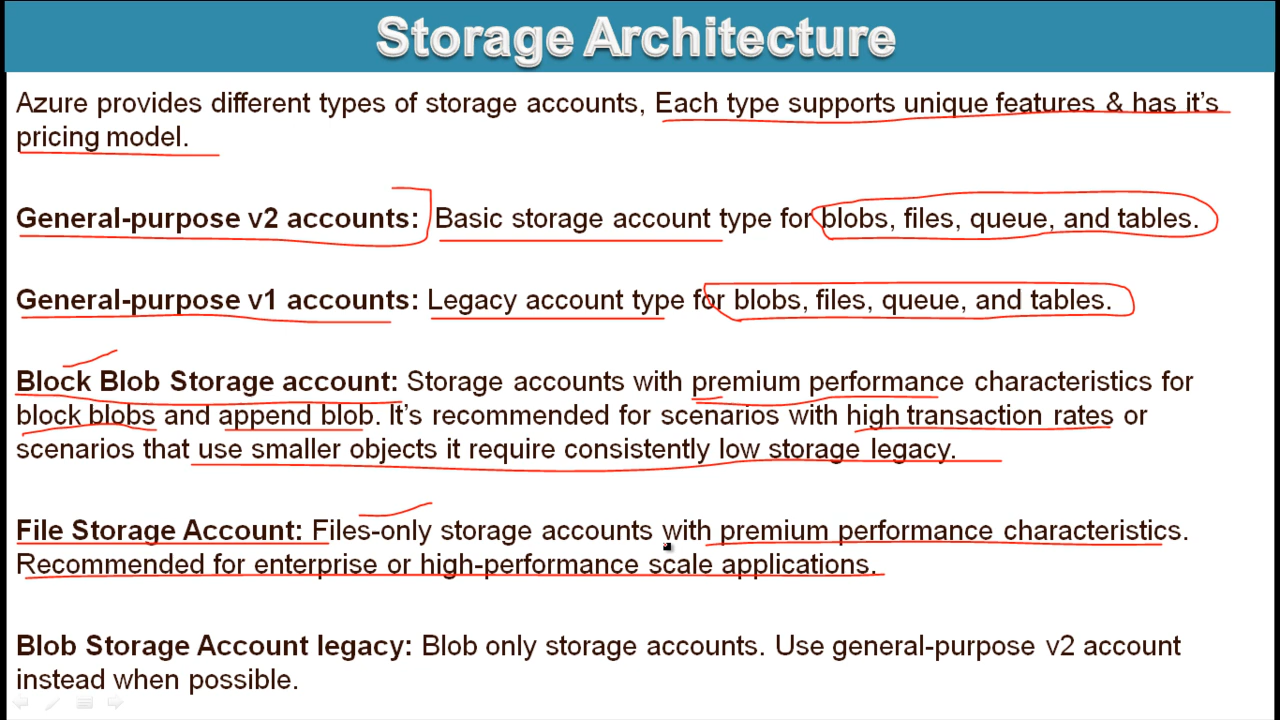 Storage Architecture
Azure provides different types of storage accounts, Each type supports unique features & has it's
pricing model.
General-purpose v2 accounts: Basic storage account type for blobs, files, queue, and tables.
General-purpose v1 accounts: Legacy account type for blobs, files, queue, and tables.
Block Blob Storage account: Storage accounts with premium performance characteristics for
block blobs and append blob. It's recommended for scenarios with high transaction rates or
scenarios that use smaller objects it require consistently low storage legacy.
File Storage Account: Files-only storage accounts with premium performance characteristics.
Recommended for enterprise or high-performance scale applications.
Blob Storage Account legacy: Blob only storage accounts. Use general-purpose v2 account
instead when possible.